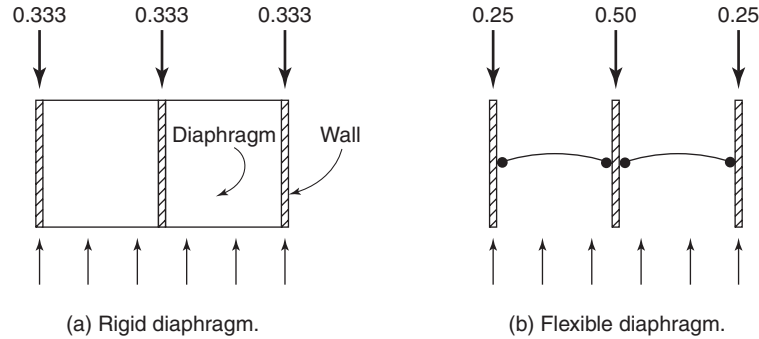 0.333 0.333 0.333
0.25 0.50 0.25
Diaphragm Wall
(a) Rigid diaphragm.
(b) Flexible diaphragm.